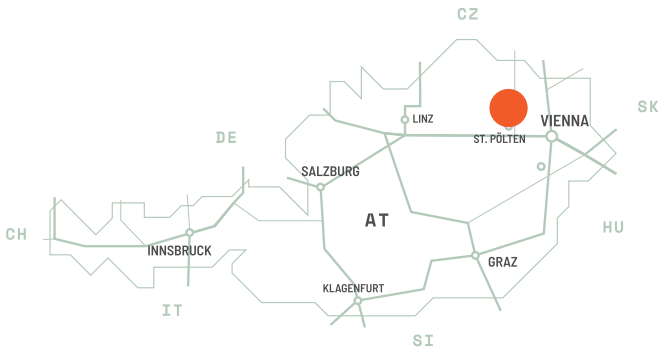 CZ
SK
LINZ
VIENNA
DE
ST. PÖLTEN
SALZBURG
AT
HU
CH
INNSBRUCK
GRAZ
KLAGENFURT
IT
SI